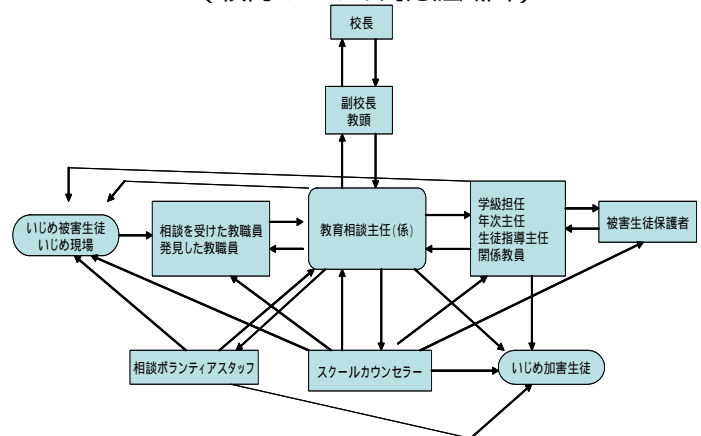 校長
副校長
教頭
いじめ被害生徒
いじめ現場
相談を受けた教職員
発見した教職員
教育相談主任(係)
学級担任
年次主任
生徒指導主任
関係教員
被害生徒保護者
相談ボランティアスタッフ
スクールカウンセラー
いじめ加害生徒